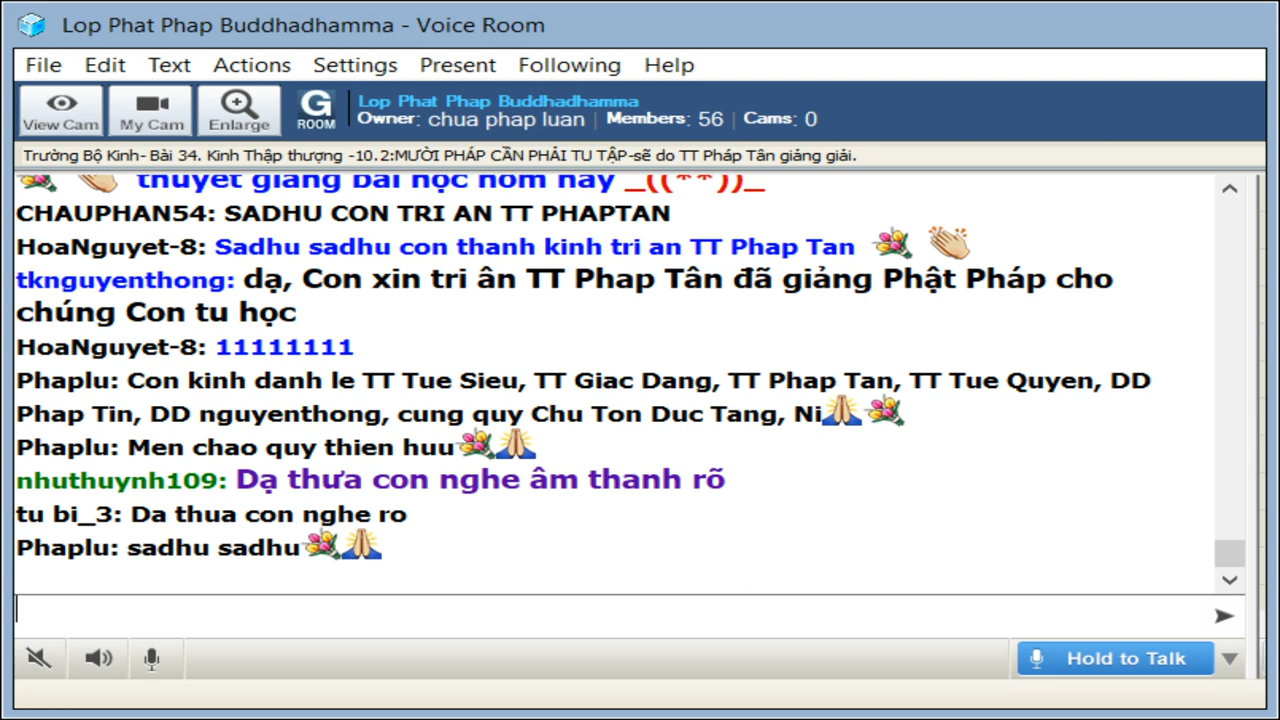 Lop Phat Phap Buddhadhamma - Voice Room
File Edit Text Actions Settings Present Following Help
View Cam My Cam Enlarge G ROOM
Lop Phat Phap Buddhadhamma
Owner: chua phap luan | Members: 56 | Cams: 0
Trường Bộ Kinh- Bài 34. Kinh Thập thượng -10.2:MƯỜI PHÁP CẦN PHẢI TU TẬP-sẽ do TT Pháp Tân giảng giải.
thuyết giảng bài học hôm nay _((**))_
CHAUPHAN54: SADHU CON TRI AN TT PHAPTAN
HoaNguyet-8: Sadhu sadhu con thanh kinh tri an TT Phap Tan
tknguyenthong: dạ, Con xin tri ân TT Phap Tân đã giảng Phật Pháp cho
chúng Con tu học
HoaNguyet-8: 11111111
Phaplu: Con kinh danh le TT Tue Sieu, TT Giac Dang, TT Phap Tan, TT Tue Quyen, DD
Phap Tin, DD nguyenthong, cung quy Chu Ton Duc Tang, Ni
Phaplu: Men chao quy thien huu
nhuthuynh109: Dạ thưa con nghe âm thanh rõ
tu bi_3: Da thua con nghe ro
Phaplu: sadhu sadhu
Hold to Talk